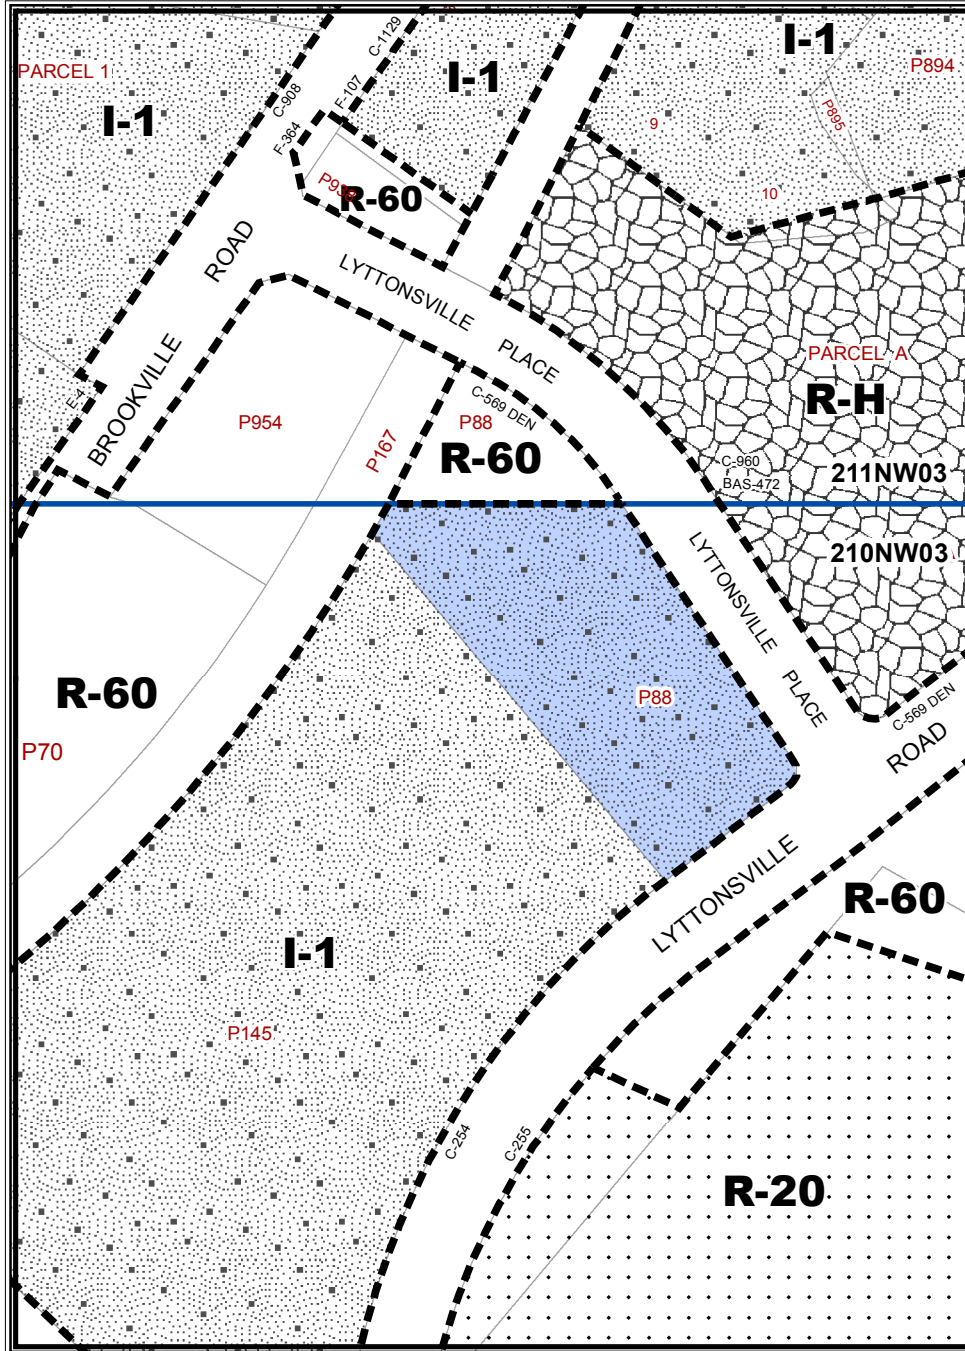 I-1
P894
C-1129
I-1
PARCEL 1
C-908
F-107
P895
I-1
9
F-364
10
R-60
ROAD
LYTTONSVILLE
PLACE
PARCEL A
BROOKVILLE
E-4
R-H
C-569 DEN
P954
P88
P167
R-60
C-960
BAS-472
211NW03
210NW03
LYTTONSVILLE
PLACE
R-60
P88
C-569 DEN
ROAD
P70
LYTTONSVILLE
R-60
I-1
P145
C-254
C-255
R-20